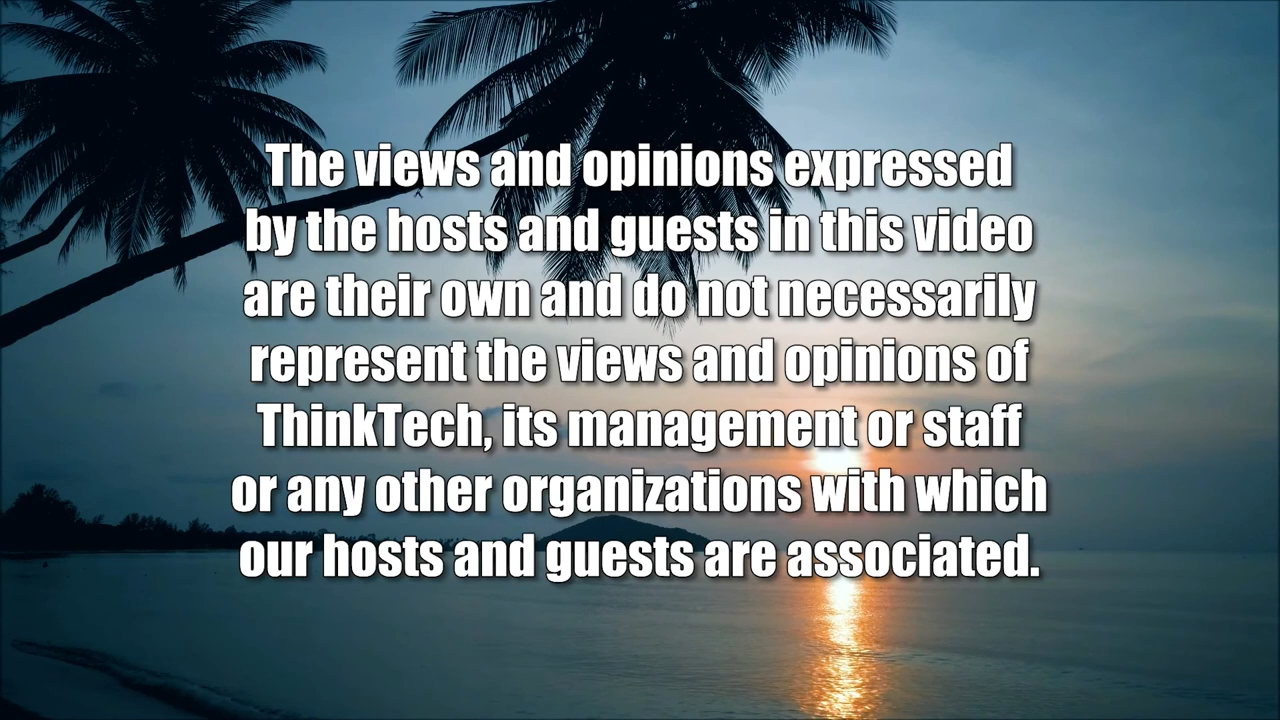 The views and opinions expressed
by the hosts and guests in this video
are their own and do not necessarily
represent the views and opinions of
ThinkTech, its management or staff
or any other organizations with which
our hosts and guests are associated.